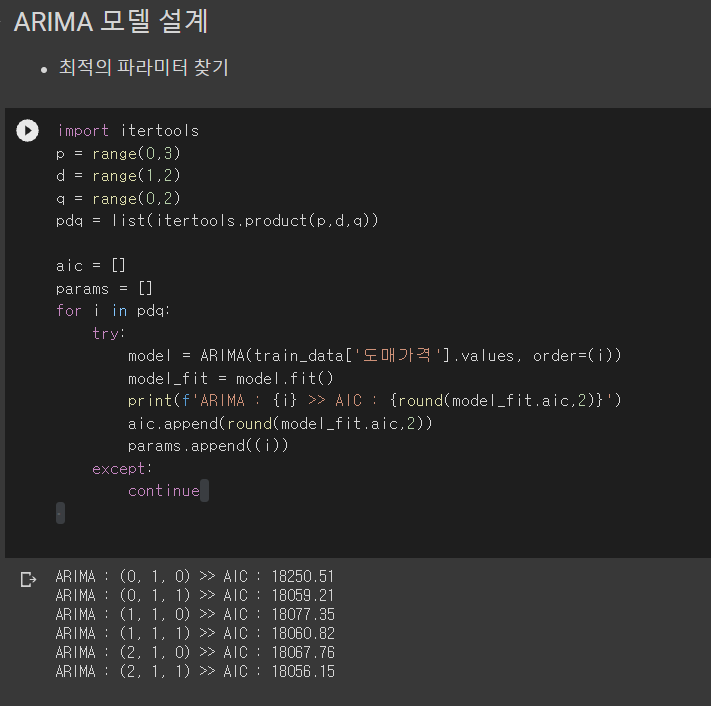 ARIMA 모델 설계
• 최적의 파라미터 찾기
import itertools
p = range(0,3)
d = range(1,2)
q = range(0,2)
pdq = list(itertools.product(p,d,q))
aic = []
params = []
for i in pdq:
try:
model = ARIMA(train_data['도매가격'].values, order=(i))
model_fit = model.fit()
print(f'ARIMA : {i} >> AIC : {round(model_fit.aic,2)}')
aic.append(round(model_fit.aic,2))
params.append((i))
except:
continue
ARIMA : (0, 1, 0) >> AIC : 18250.51
ARIMA : (0, 1, 1) >> AIC : 18059.21
ARIMA : (1, 1, 0) >> AIC : 18077.35
ARIMA : (1, 1, 1) >> AIC : 18060.82
ARIMA : (2, 1, 0) >> AIC : 18067.76
ARIMA : (2, 1, 1) >> AIC : 18056.15